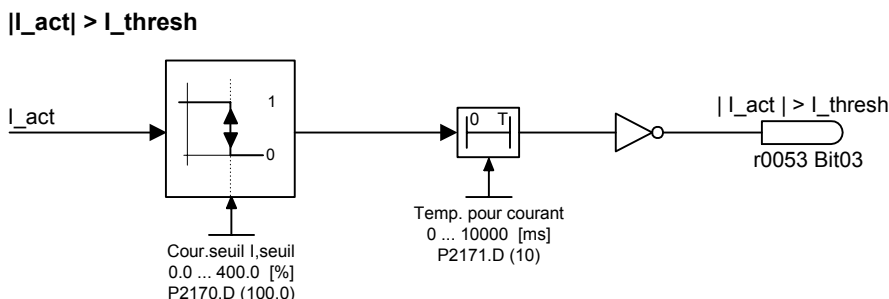 |I_act| > I_thresh
I_act
1
0
0 T
| I_act | > I_thresh
r0053 Bit03
Cour.seuil I,seuil
0.0 ... 400.0 [%]
P2170.D (100.0)
Temp. pour courant
0 ... 10000 [ms]
P2171.D (10)